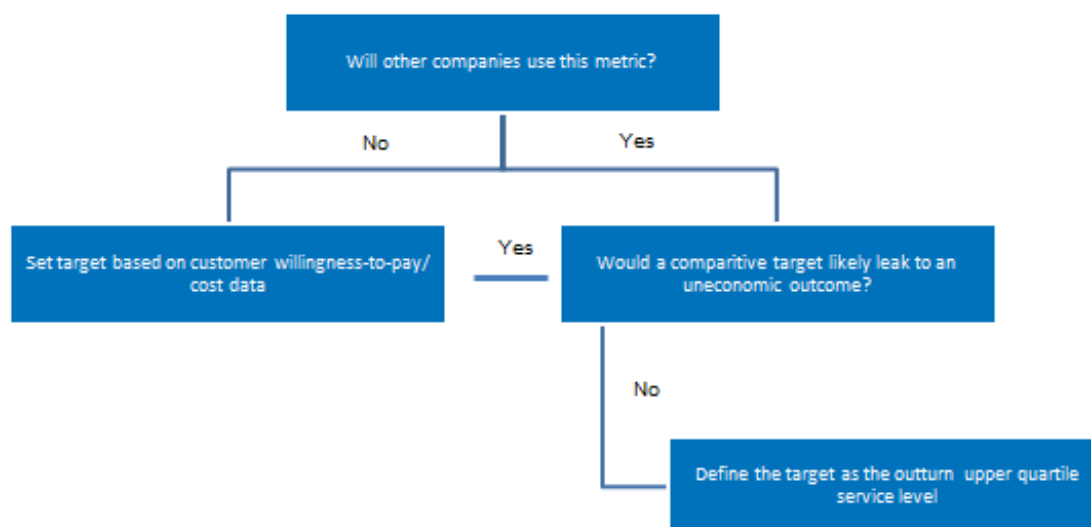 Will other companies use this metric?
No
Yes
Set target based on customer willingness-to-pay/
cost data
Yes
Would a comparitive target likely leak to an
uneconomic outcome?
No
Define the target as the outturn upper quartile
service level